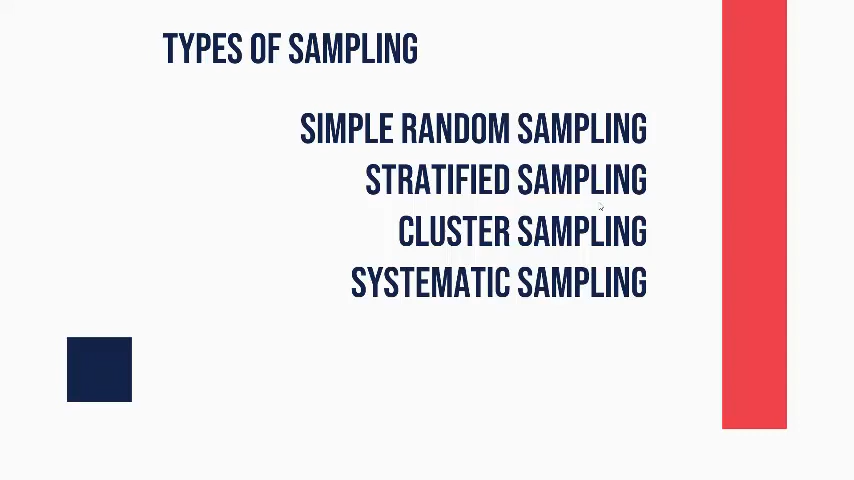 TYPES OF SAMPLING
SIMPLE RANDOM SAMPLING
STRATIFIED SAMPLING
CLUSTER SAMPLING
SYSTEMATIC SAMPLING